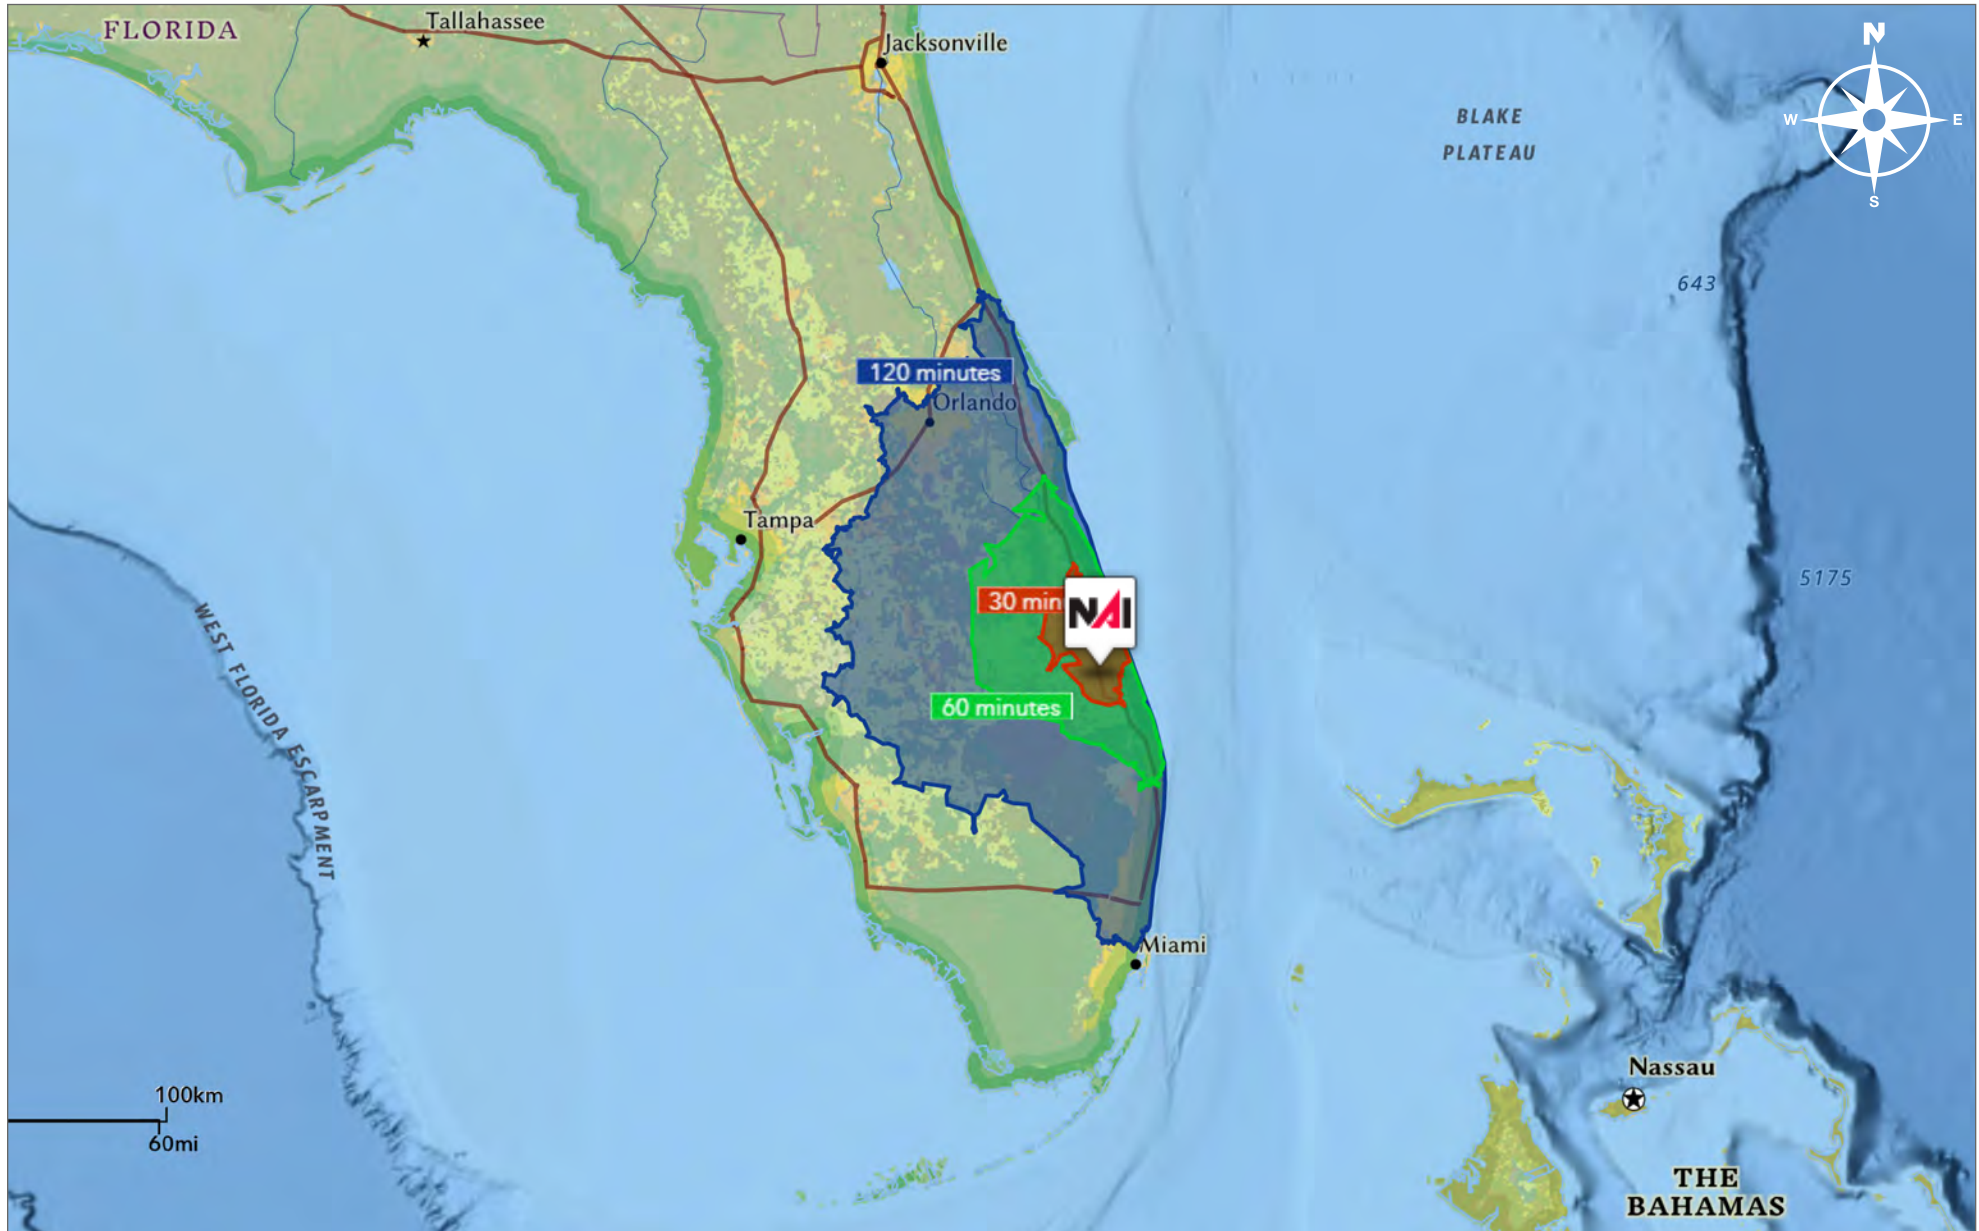 FLORIDA
Tallahassee
Jacksonville
N
W
E
S
BLAKE
PLATEAU
643
120 minutes
Orlando
Tampa
5175
30 min
NAI
WEST FLORIDA ESCARPMENT
60 minutes
Miami
100km
60mi
Nassau
THE
BAHAMAS